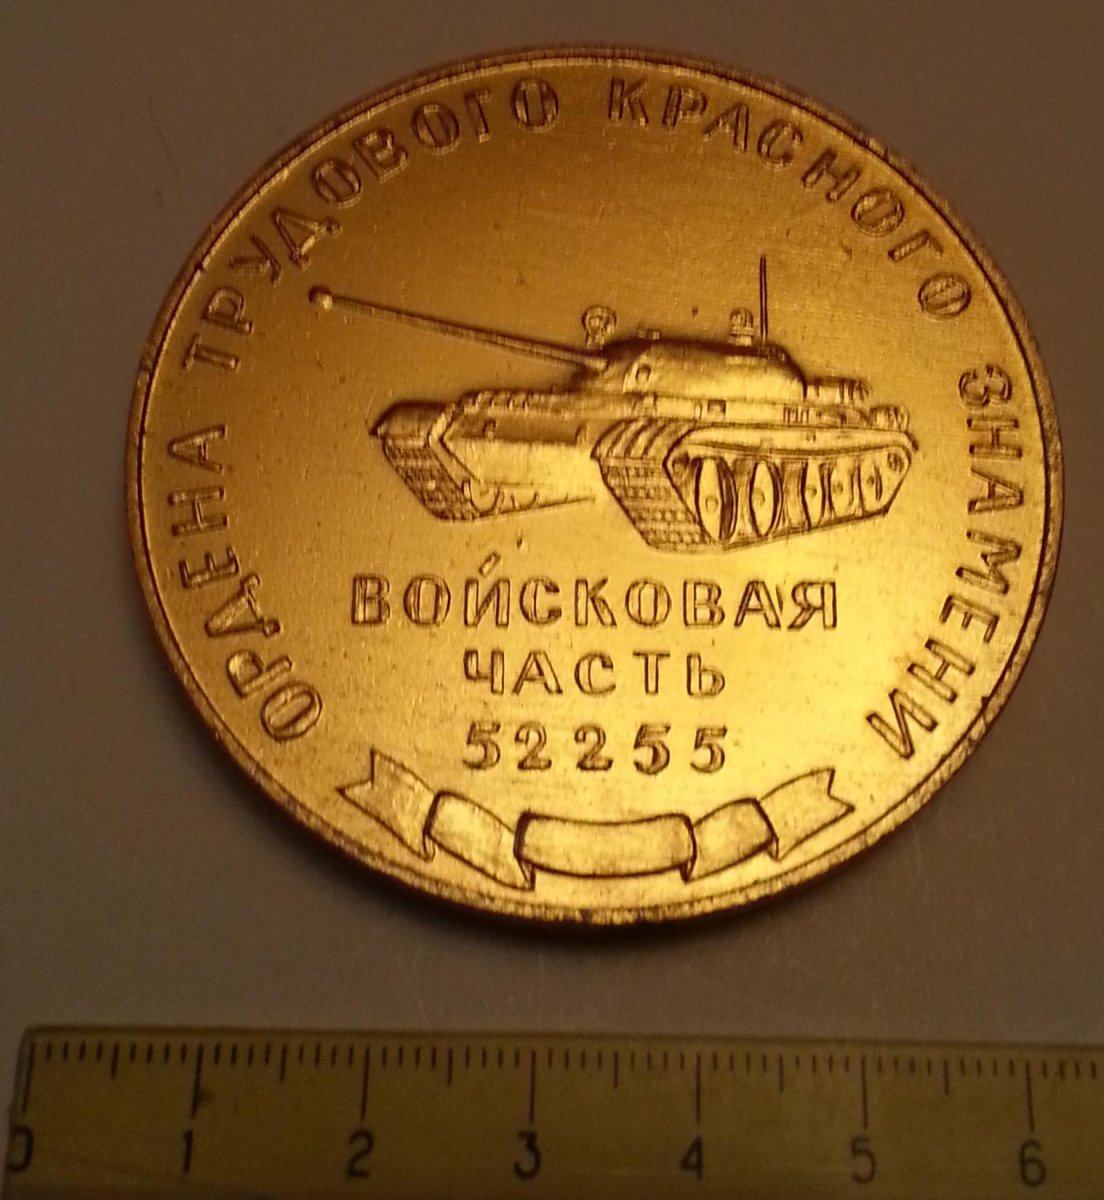 ОРДЕНА ТРУДОВОГО КРАСНОГО ЗНАМЕНИ
ВОЙСКОВАЯ
ЧАСТЬ
52255
0 1 2 3 4 5 6